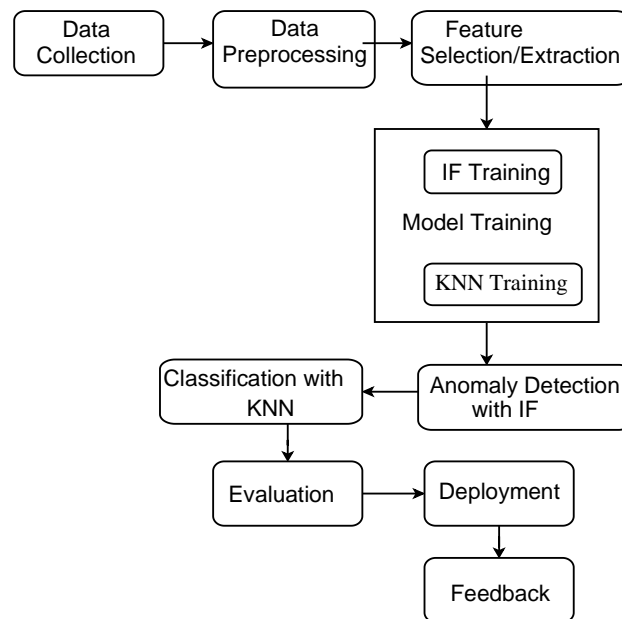 Data
Collection
Data
Preprocessing
Feature
Selection/Extraction
IF Training
Model Training
KNN Training
Anomaly Detection
with IF
Classification with
KNN
Evaluation
Deployment
Feedback